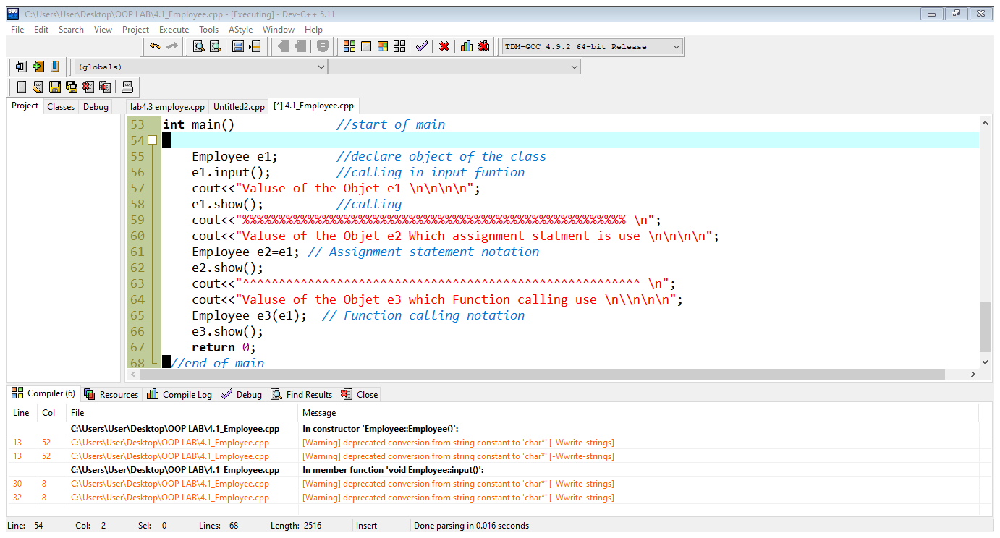 C:\Users\User\Desktop\OOP LAB\4.1_Employee.cpp - [Executing] - Dev-C++ 5.11
File Edit Search View Project Execute Tools AStyle Window Help
TDM-GCC 4.9.2 64-bit Release
(globals)
Project Classes Debug lab4.3 employe.cpp Untitled2.cpp [*] 4.1_Employee.cpp
53 int main() //start of main
54
55 Employee e1; //declare object of the class
56 e1.input(); //calling in input funtion
57 cout<<"Valuse of the Objet e1 \n\n\n\n";
58 e1.show(); //calling
59 cout<<"%%%%%%%%%%%%%%%%%%%%%%%%%%%%%%%%%%%%%%%%%%%%%%%%%%%%% \n";
60 cout<<"Valuse of the Objet e2 Which assignment statment is use \n\n\n\n";
61 Employee e2=e1; // Assignment statement notation
62 e2.show();
63 cout<<"^^^^^^^^^^^^^^^^^^^^^^^^^^^^^^^^^^^^^^^^^^^^^^^^^^^^^^^ \n";
64 cout<<"Valuse of the Objet e3 which Function calling use \n\\n\n\n";
65 Employee e3(e1); // Function calling notation
66 e3.show();
67 return 0;
68 //end of main
Compiler (6) Resources Compile Log Debug Find Results Close
Line Col File Message
C:\Users\User\Desktop\OOP LAB\4.1_Employee.cpp In constructor 'Employee::Employee()':
13 52 C:\Users\User\Desktop\OOP LAB\4.1_Employee.cpp [Warning] deprecated conversion from string constant to 'char*' [-Wwrite-strings]
13 52 C:\Users\User\Desktop\OOP LAB\4.1_Employee.cpp [Warning] deprecated conversion from string constant to 'char*' [-Wwrite-strings]
C:\Users\User\Desktop\OOP LAB\4.1_Employee.cpp In member function 'void Employee::input()':
30 8 C:\Users\User\Desktop\OOP LAB\4.1_Employee.cpp [Warning] deprecated conversion from string constant to 'char*' [-Wwrite-strings]
32 8 C:\Users\User\Desktop\OOP LAB\4.1_Employee.cpp [Warning] deprecated conversion from string constant to 'char*' [-Wwrite-strings]
Line: 54 Col: 2 Sel: 0 Lines: 68 Length: 2516 Insert Done parsing in 0.016 seconds